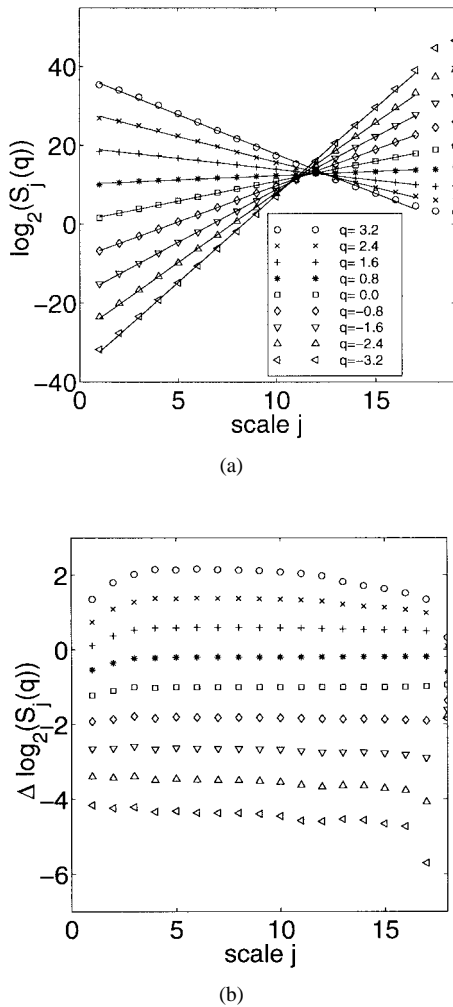 40
20
0
−20
−40
log2(Sj(q))
q= 3.2
q= 2.4
q= 1.6
q= 0.8
q= 0.0
q=−0.8
q=−1.6
q=−2.4
q=−3.2
5
10
15
scale j
(a)
2
0
−2
−4
−6
Δ log2(Sj(q))
5
10
15
scale j
(b)